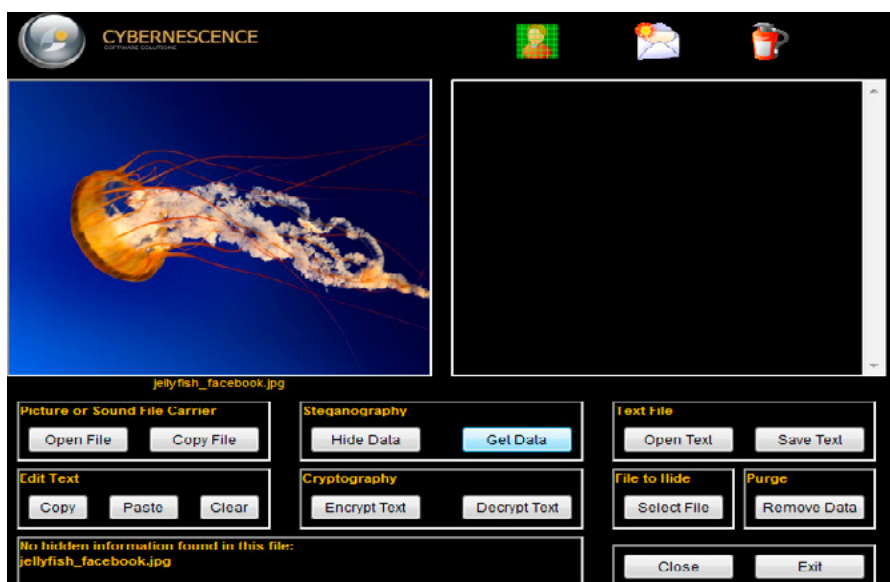 CYBERNESCENCE
SOFTWARE SOLUTIONS
jellyfish_facebook.jpg
Picture or Sound File Carrier
Open File
Copy File
Steganography
Hide Data
Get Data
Text File
Open Text
Save Text
Edit Text
Copy
Paste
Clear
Cryptography
Encrypt Text
Decrypt Text
File to Hide
Select File
Purge
Remove Data
No hidden information found in this file:
jellyfish_facebook.jpg
Close
Exit